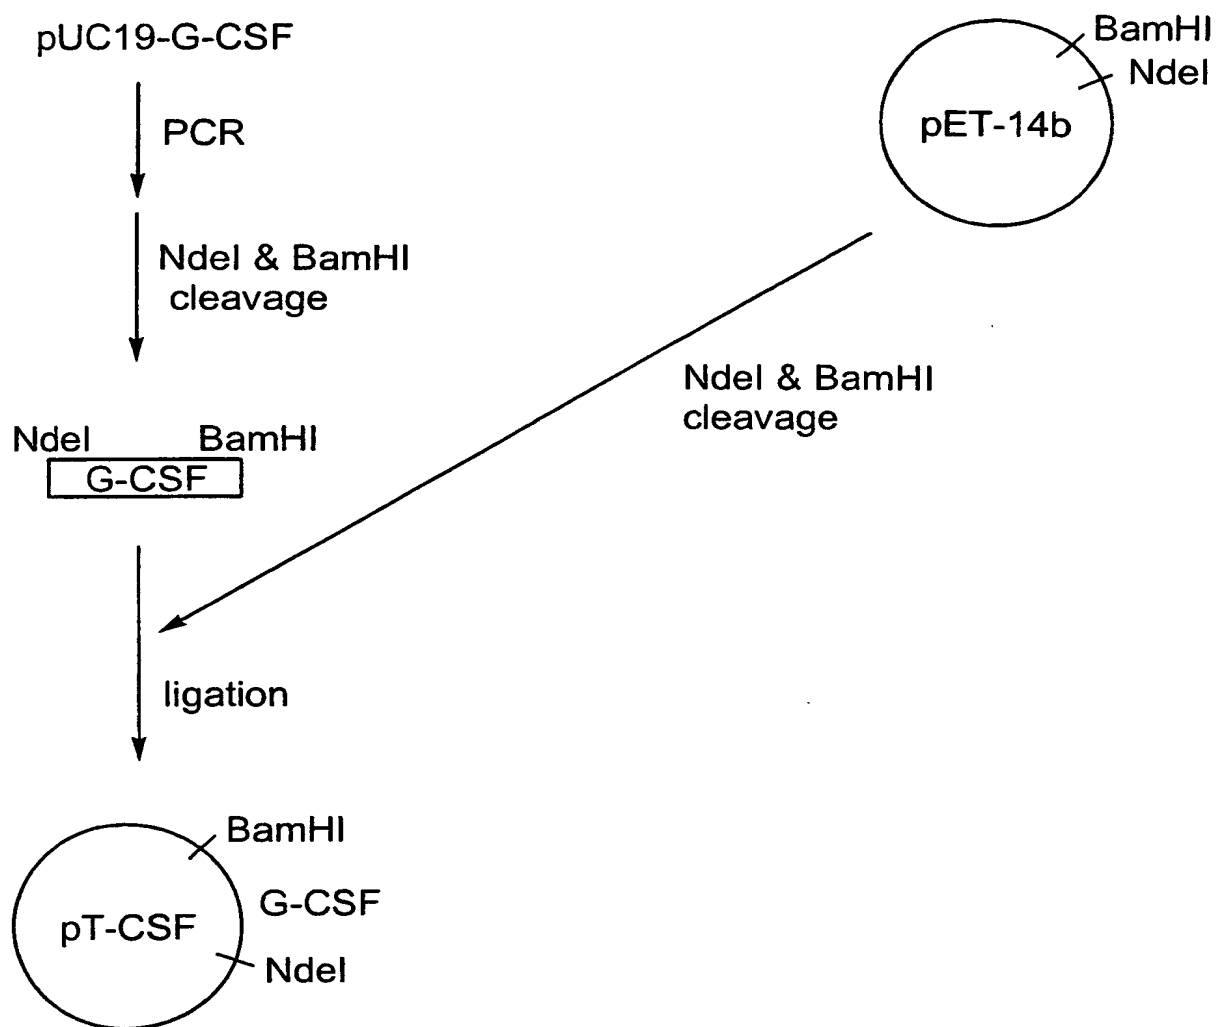 pUC19-G-CSF
PCR
NdeI & BamHI
cleavage
NdeI BamHI
G-CSF
ligation
BamHI
NdeI
pET-14b
NdeI & BamHI
cleavage
BamHI
G-CSF
pT-CSF
NdeI